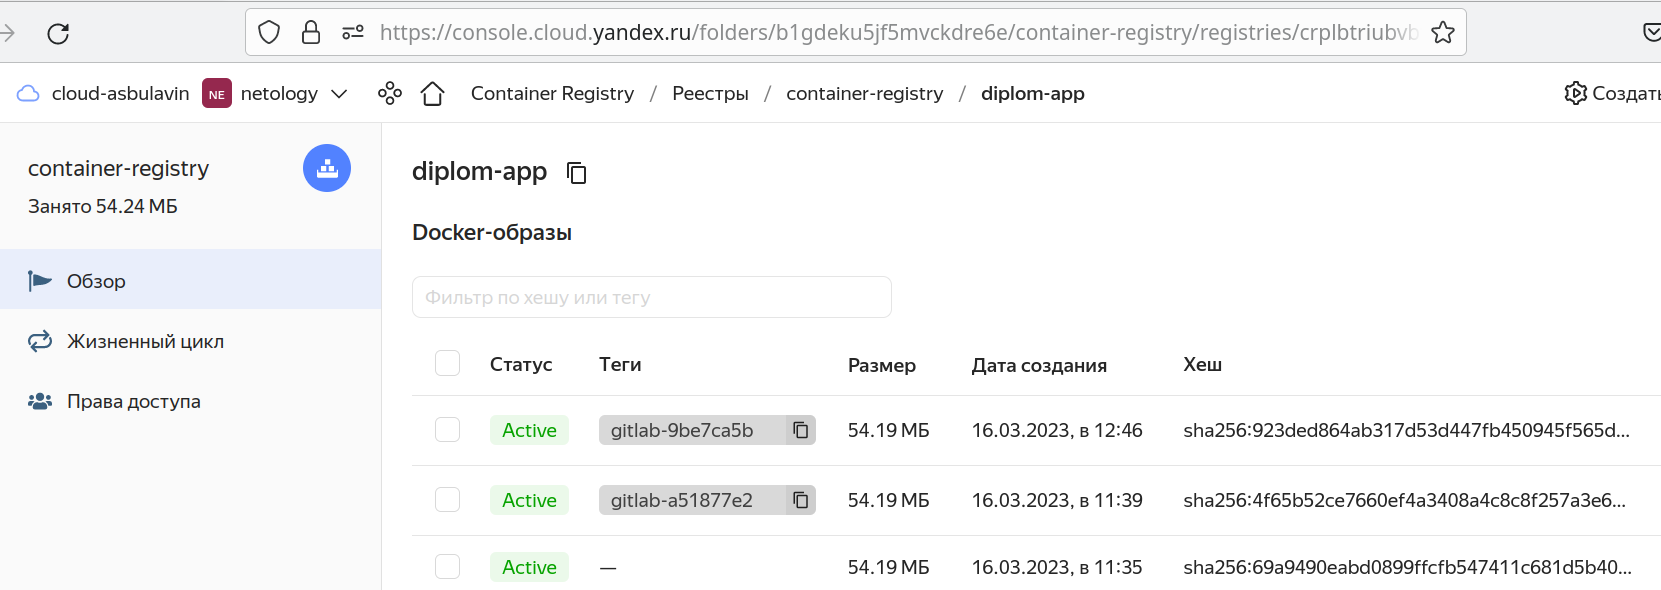 https://console.cloud.yandex.ru/folders/b1gdeku5jf5mvckdre6e/container-registry/registries/crplbtriubvb
cloud-asbulavin NE netology Container Registry / Реестры / container-registry / diplom-app Создать
container-registry
Занято 54.24 МБ
Обзор
Жизненный цикл
Права доступа
diplom-app
Docker-образы
Фильтр по хешу или тегу
Статус Теги Размер Дата создания Хеш
Active gitlab-9be7ca5b 54.19 МБ 16.03.2023, в 12:46 sha256:923ded864ab317d53d447fb450945f565d...
Active gitlab-a51877e2 54.19 МБ 16.03.2023, в 11:39 sha256:4f65b52ce7660ef4a3408a4c8c8f257a3e6...
Active — 54.19 МБ 16.03.2023, в 11:35 sha256:69a9490eabd0899ffcfb547411c681d5b40...